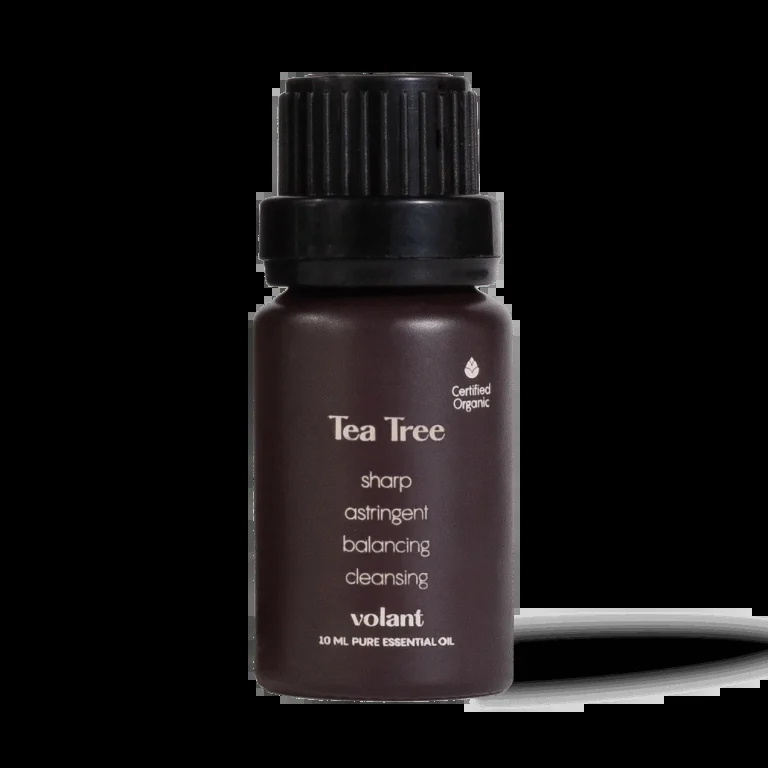 Certified
Organic
Tea Tree
sharp
astringent
balancing
cleansing
volant
10 ML PURE ESSENTIAL OIL